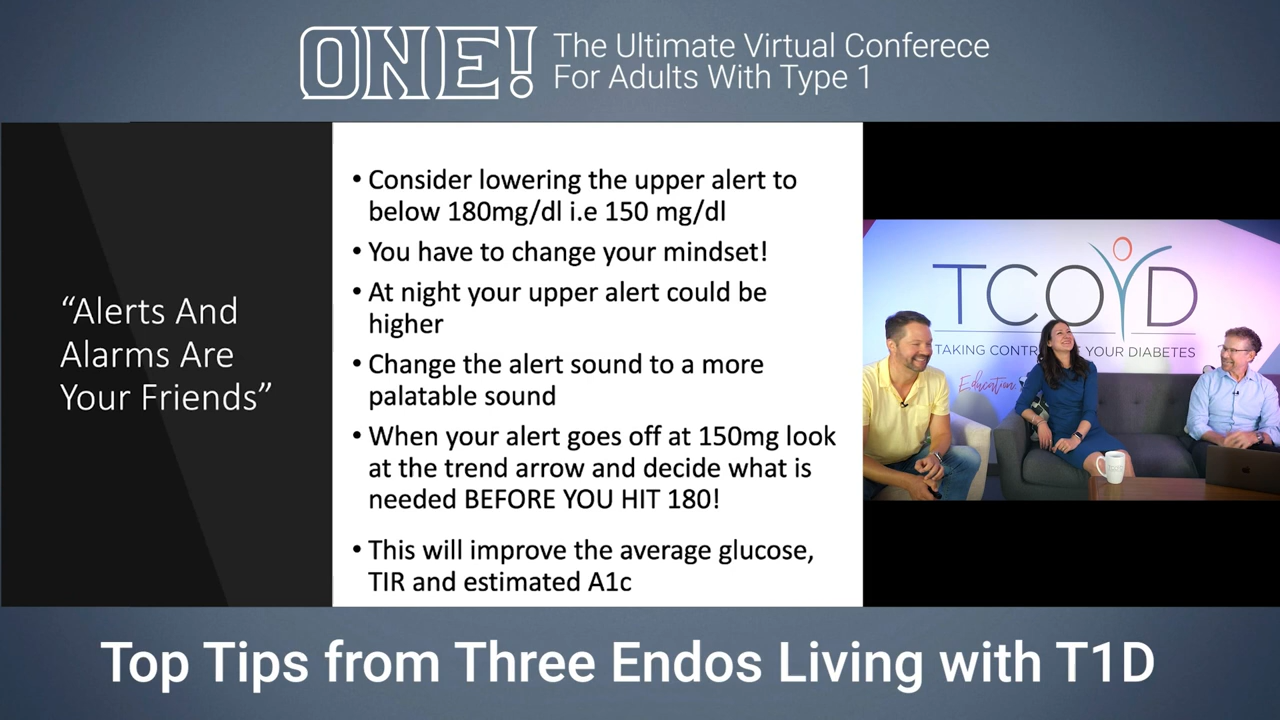 ONE!
The Ultimate Virtual Conferece
For Adults With Type 1
“Alerts And
Alarms Are
Your Friends”
• Consider lowering the upper alert to
below 180mg/dl i.e 150 mg/dl
• You have to change your mindset!
• At night your upper alert could be
higher
• Change the alert sound to a more
palatable sound
• When your alert goes off at 150mg look
at the trend arrow and decide what is
needed BEFORE YOU HIT 180!
• This will improve the average glucose,
TIR and estimated A1c
TCOYD
TAKING CONTR YOUR DIABETES
Education
Top Tips from Three Endos Living with T1D